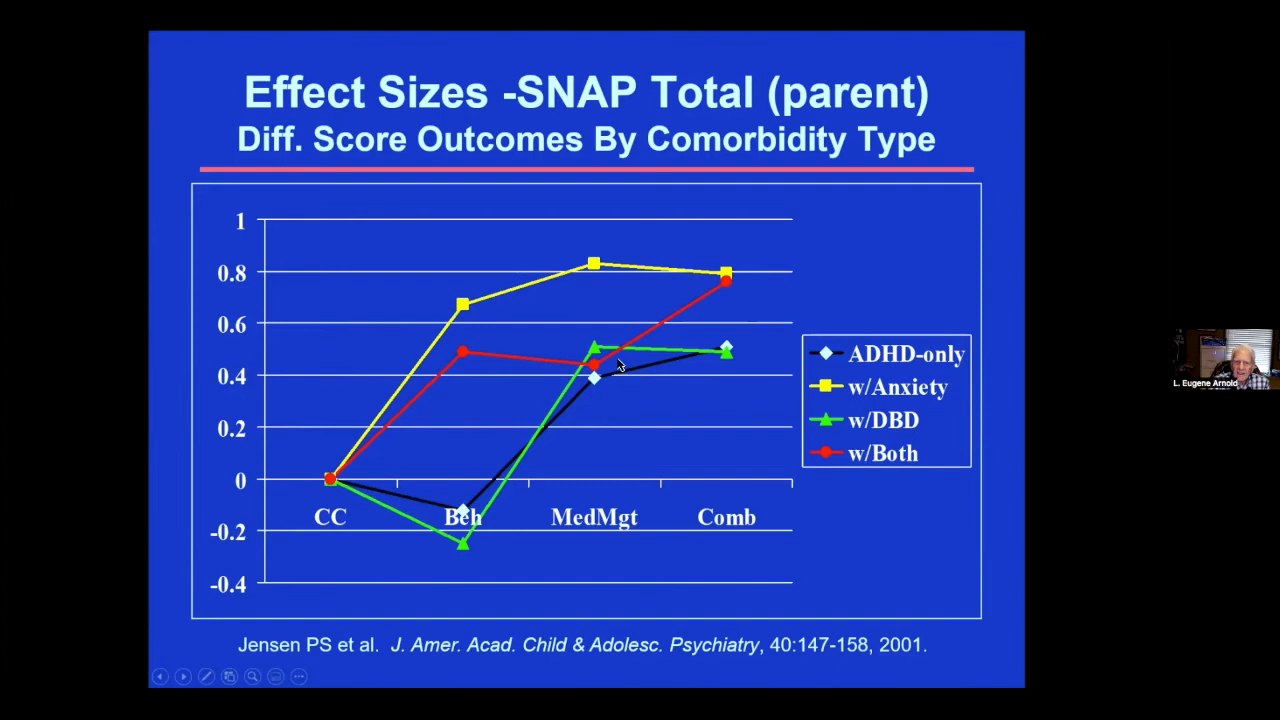 Effect Sizes -SNAP Total (parent)
Diff. Score Outcomes By Comorbidity Type
1
0.8
0.6
0.4
0.2
0
-0.2
-0.4
CC
Beh
MedMgt
Comb
ADHD-only
w/Anxiety
w/DBD
w/Both
Jensen PS et al. J. Amer. Acad. Child & Adolesc. Psychiatry, 40:147-158, 2001.
L. Eugene Arnold